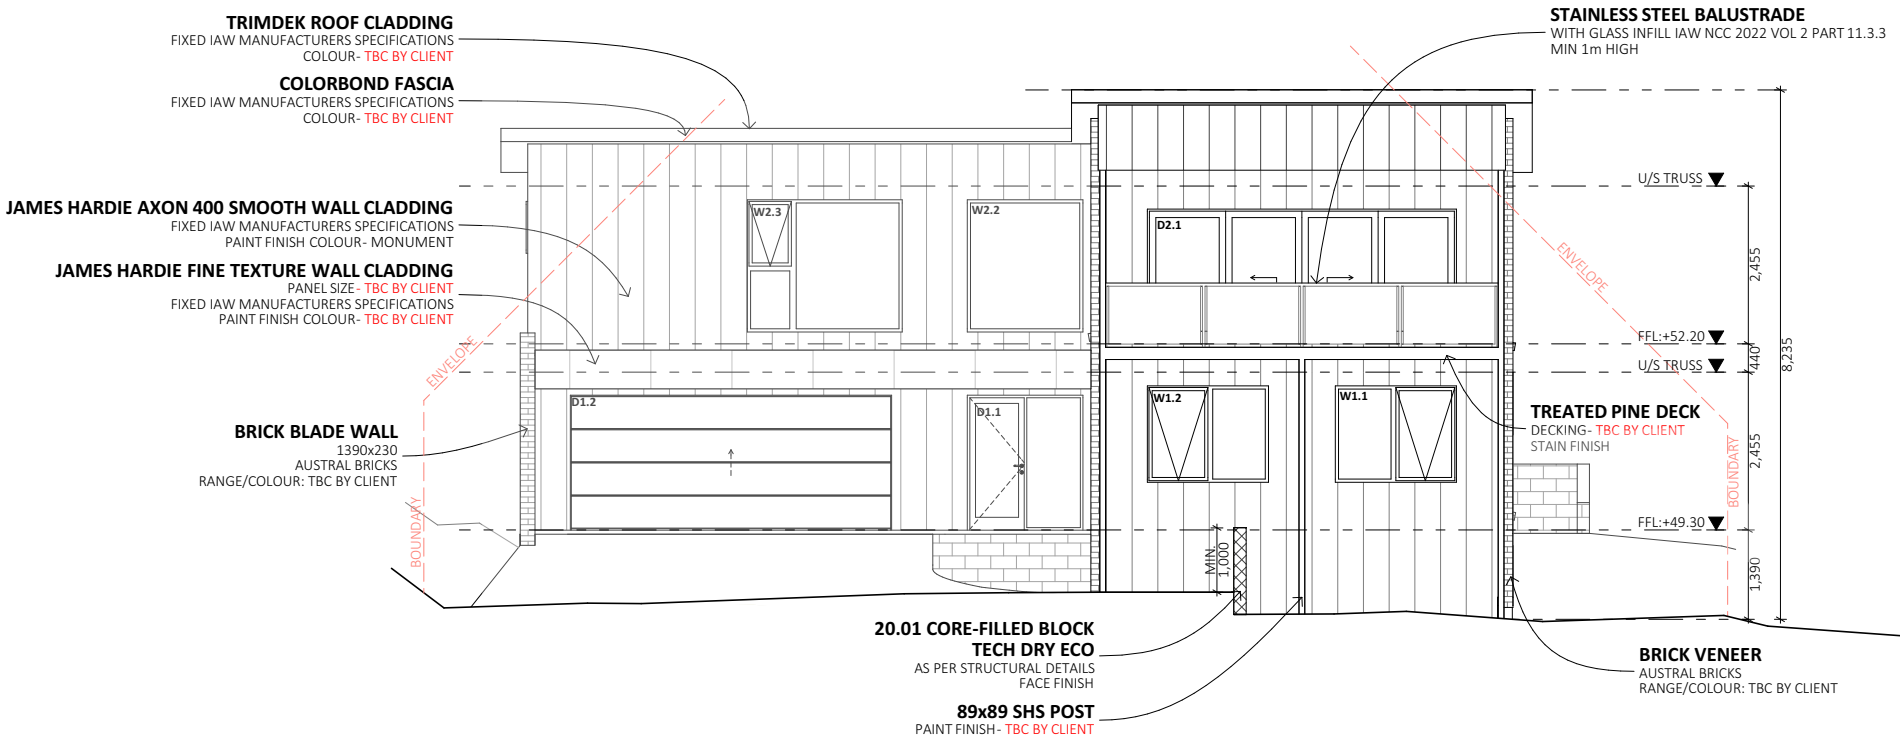 TRIMDEK ROOF CLADDING
FIXED IAW MANUFACTURERS SPECIFICATIONS
COLOUR- TBC BY CLIENT
COLORBOND FASCIA
FIXED IAW MANUFACTURERS SPECIFICATIONS
COLOUR- TBC BY CLIENT
JAMES HARDIE AXON 400 SMOOTH WALL CLADDING
FIXED IAW MANUFACTURERS SPECIFICATIONS
PAINT FINISH COLOUR- MONUMENT
JAMES HARDIE FINE TEXTURE WALL CLADDING
PANEL SIZE- TBC BY CLIENT
FIXED IAW MANUFACTURERS SPECIFICATIONS
PAINT FINISH COLOUR- TBC BY CLIENT
BRICK BLADE WALL
1390x230
AUSTRAL BRICKS
RANGE/COLOUR: TBC BY CLIENT
ENVELOPE
BOUNDARY
W2.3
W2.2
D2.1
D1.2
D1.1
W1.2
W1.1
MIN.
1,000
20.01 CORE-FILLED BLOCK
TECH DRY ECO
AS PER STRUCTURAL DETAILS
FACE FINISH
89x89 SHS POST
PAINT FINISH- TBC BY CLIENT
STAINLESS STEEL BALUSTRADE
WITH GLASS INFILL IAW NCC 2022 VOL 2 PART 11.3.3
MIN 1m HIGH
ENVELOPE
U/S TRUSS
2,455
FFL:+52.20
440
U/S TRUSS
8,235
TREATED PINE DECK
DECKING- TBC BY CLIENT
STAIN FINISH
2,455
BOUNDARY
FFL:+49.30
1,390
BRICK VENEER
AUSTRAL BRICKS
RANGE/COLOUR: TBC BY CLIENT